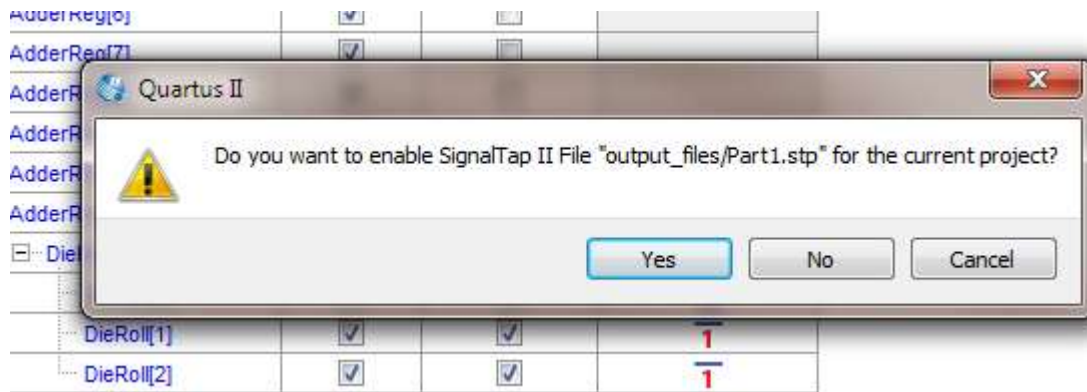 AdderReg[6]
AdderReg[7]
AdderR
Quartus II
AdderR
Do you want to enable SignalTap II File "output_files/Part1.stp" for the current project?
AdderR
AdderR
Die
Yes
No
Cancel
DieRoll[1]
1
DieRoll[2]
1